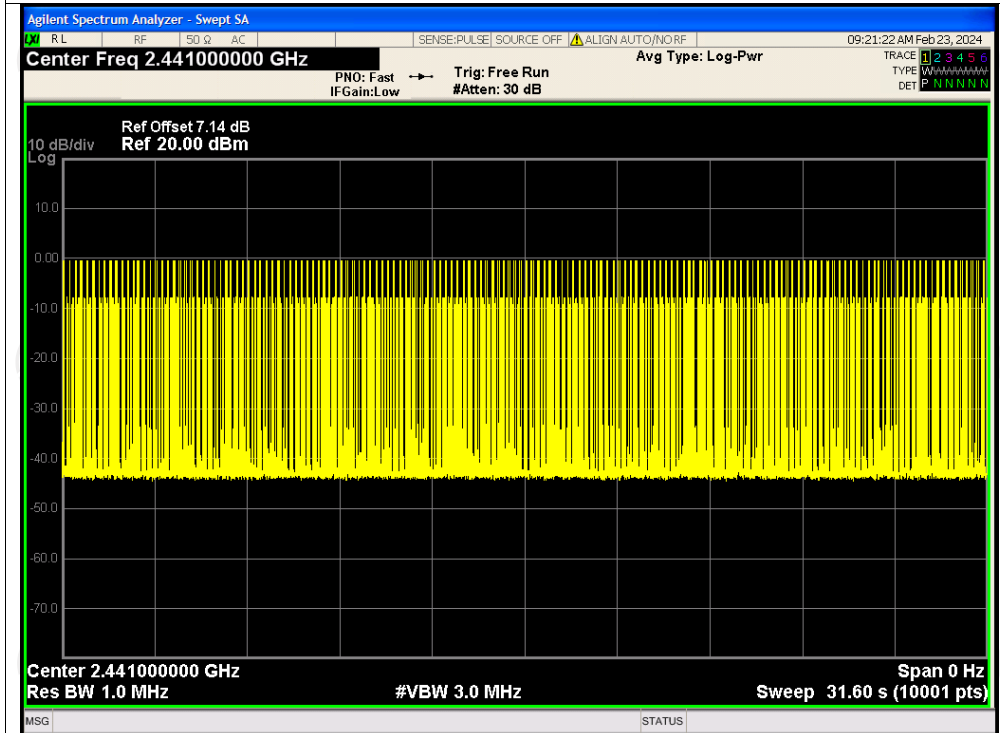 Agilent Spectrum Analyzer - Swept SA
LXI RL RF 50 Ω AC SENSE:PULSE SOURCE OFF ALIGN AUTO/NO RF 09:21:22 AM Feb 23, 2024
Center Freq 2.441000000 GHz Avg Type: Log-Pwr TRACE 1 2 3 4 5 6
PNO: Fast Trig: Free Run TYPE W
IFGain:Low #Atten: 30 dB DET P N N N N N
Ref Offset 7.14 dB
10 dB/div Ref 20.00 dBm
Log
10.0
0.00
-10.0
-20.0
-30.0
-40.0
-50.0
-60.0
-70.0
Center 2.441000000 GHz Span 0 Hz
Res BW 1.0 MHz #VBW 3.0 MHz Sweep 31.60 s (10001 pts)
MSG STATUS